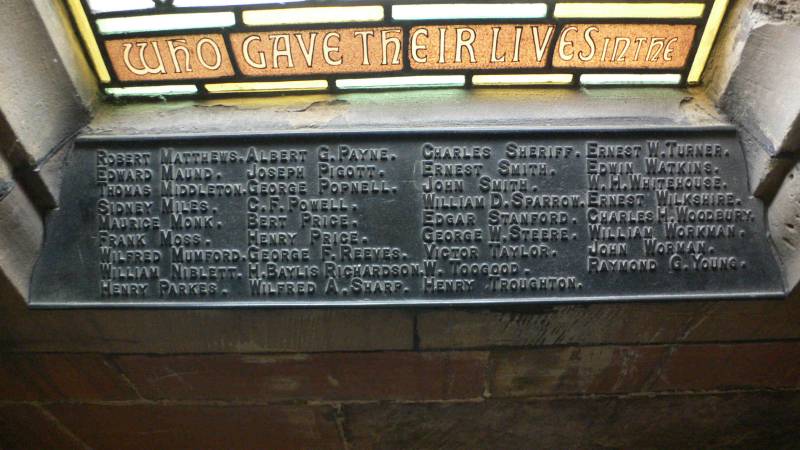 WHO GAVE THEIR LIVES IN THE
ROBERT MATTHEWS.
EDWARD MAUND.
THOMAS MIDDLETON.
SIDNEY MILES.
MAURICE MONK.
FRANK MOSS.
WILFRED MUMFORD.
WILLIAM NIBLETT.
HENRY PARKES.
ALBERT G. PAYNE.
JOSEPH PIGOTT.
GEORGE POPNELL.
C. F. POWELL.
BERT PRICE.
HENRY PRICE.
GEORGE F. REEVES.
H. BAYLIS RICHARDSON.
WILFRED A. SHARP.
CHARLES SHERIFF.
ERNEST SMITH.
JOHN SMITH.
WILLIAM D. SPARROW.
EDGAR STANFORD.
GEORGE W. STEERE.
VICTOR TAYLOR.
W. TOOGOOD.
HENRY TROUGHTON.
ERNEST W. TURNER.
EDWIN WATKINS.
W. H. WHITEHOUSE.
ERNEST WILKSHIRE.
CHARLES H. WOODBURY.
WILLIAM WORKMAN.
JOHN WORMAN.
RAYMOND G. YOUNG.